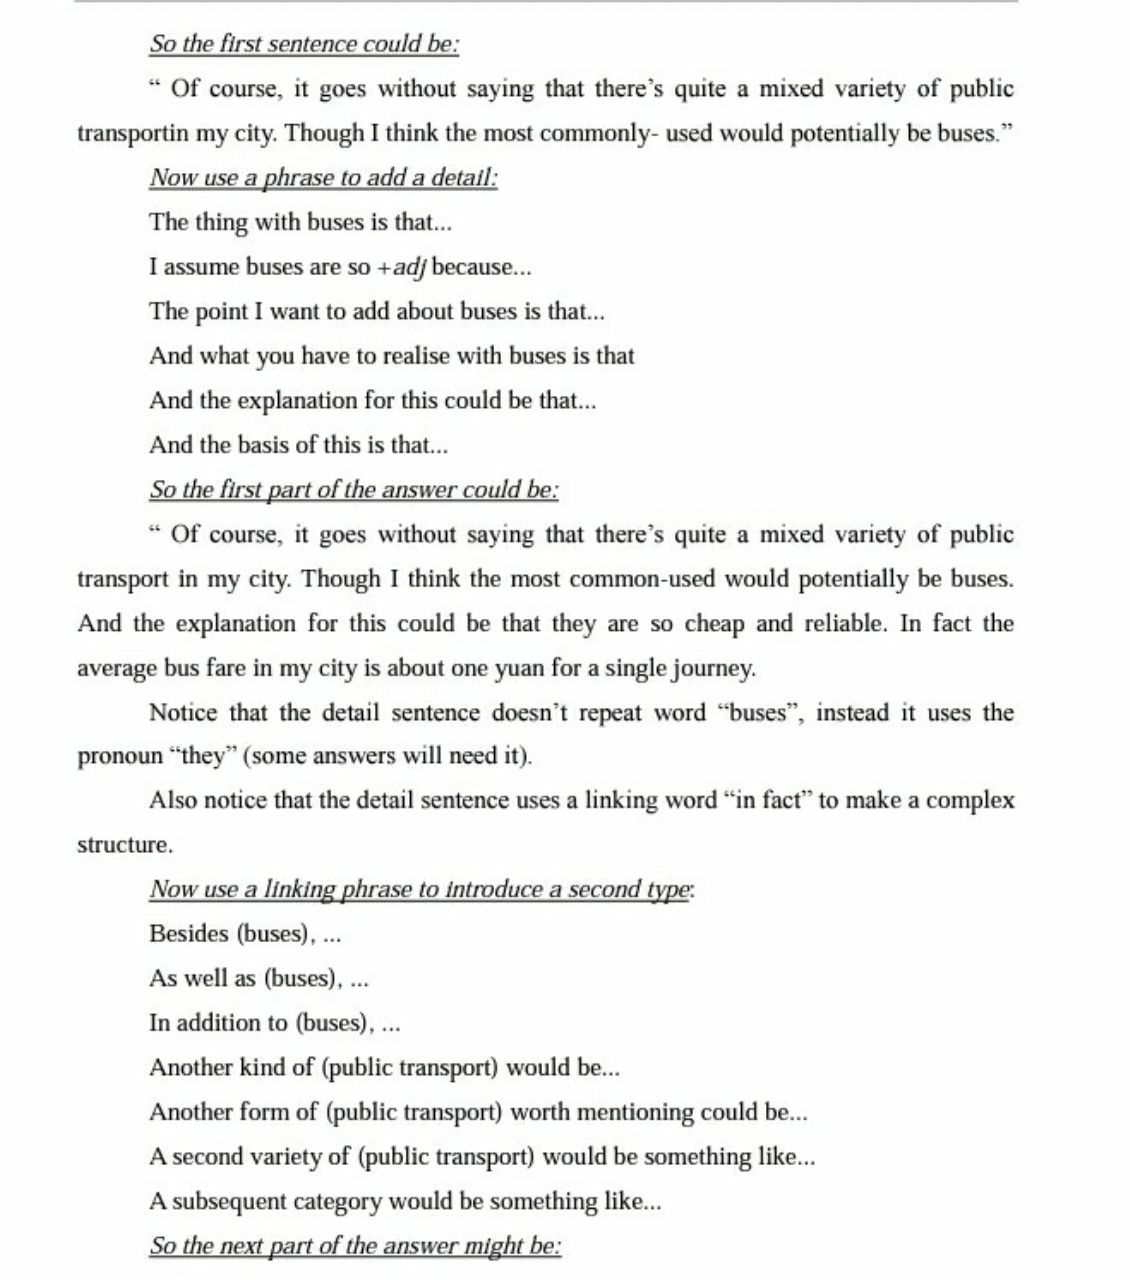 So the first sentence could be:
“ Of course, it goes without saying that there’s quite a mixed variety of public
transportin my city. Though I think the most commonly- used would potentially be buses.”
Now use a phrase to add a detail:
The thing with buses is that...
I assume buses are so +adj because...
The point I want to add about buses is that...
And what you have to realise with buses is that
And the explanation for this could be that...
And the basis of this is that...
So the first part of the answer could be:
“ Of course, it goes without saying that there’s quite a mixed variety of public
transport in my city. Though I think the most common-used would potentially be buses.
And the explanation for this could be that they are so cheap and reliable. In fact the
average bus fare in my city is about one yuan for a single journey.
Notice that the detail sentence doesn’t repeat word “buses”, instead it uses the
pronoun “they” (some answers will need it).
Also notice that the detail sentence uses a linking word “in fact” to make a complex
structure.
Now use a linking phrase to introduce a second type:
Besides (buses), ...
As well as (buses), ...
In addition to (buses), ...
Another kind of (public transport) would be...
Another form of (public transport) worth mentioning could be...
A second variety of (public transport) would be something like...
A subsequent category would be something like...
So the next part of the answer might be: